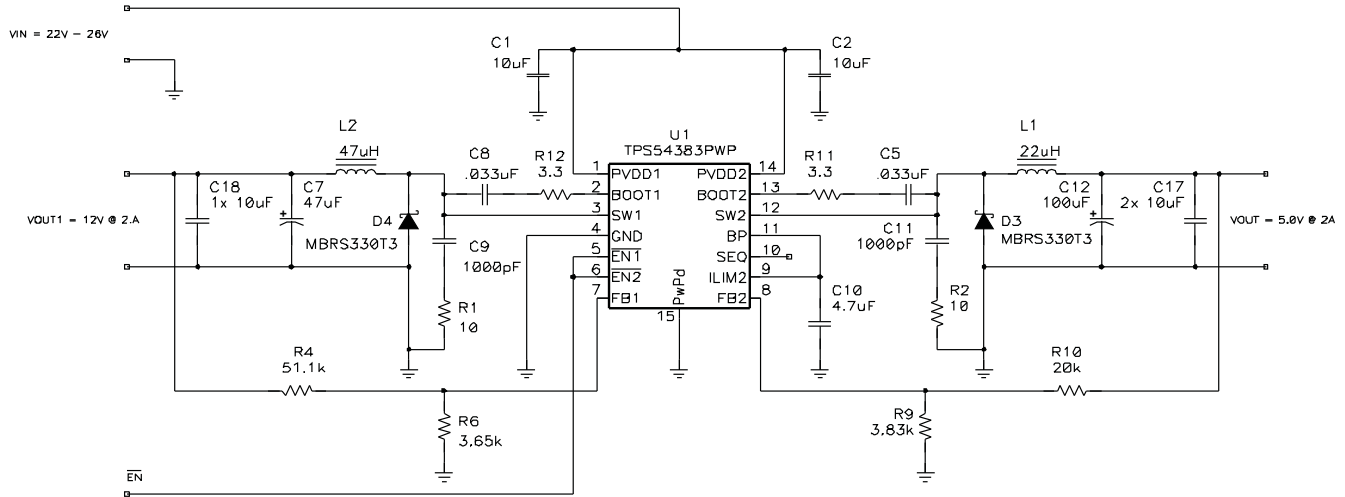 VIN = 22V - 26V
C1
10uF
C2
10uF
L2
47uH
C8
.033uF
R12
3.3
U1
TPS54383PWP
R11
3.3
C5
.033uF
L1
22uH
1 PVDD1
2 BOOT1
3 SW1
4 GND
5 EN1
6 EN2
7 FB1
PVDD2 14
BOOT2 13
SW2 12
BP 11
SEQ 10
ILIM2 9
FB2 8
PwPd
15
C18
1x 10uF
C7
47uF
D4
MBRS330T3
VOUT1 = 12V @ 2.A
C9
1000pF
R1
10
C11
1000pF
R2
10
D3
MBRS330T3
C12
100uF
C17
2x 10uF
VOUT = 5.0V @ 2A
C10
4.7uF
R4
51.1k
R6
3.65k
R10
20k
R9
3.83k
EN